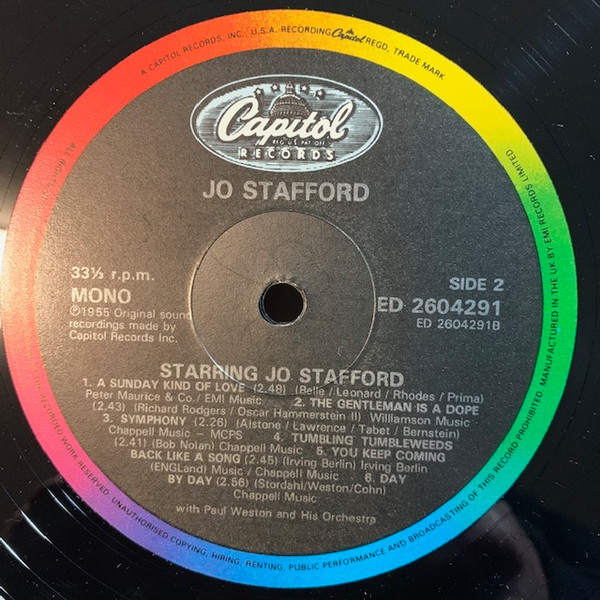 A CAPITOL RECORDS, INC., U.S.A. RECORDING Capitol REGD. TRADE MARK
Capitol
REG. U.S. PAT. OFF.
RECORDS
JO STAFFORD
33⅓ r.p.m.
MONO
℗1955 Original sound
recordings made by
Capitol Records Inc.
SIDE 2
ED 2604291
ED 2604291B
STARRING JO STAFFORD
1. A SUNDAY KIND OF LOVE (2.48) (Belle / Leonard / Rhodes / Prima)
Peter Maurice & Co./ EMI Music 2. THE GENTLEMAN IS A DOPE
(2.43) (Richard Rodgers / Oscar Hammerstein II) Williamson Music
3. SYMPHONY (2.26) (Alstone / Lawrence / Tabet / Bernstein)
Chappell Music — MCPS 4. TUMBLING TUMBLEWEEDS
(2.41) (Bob Nolan) Chappell Music 5. YOU KEEP COMING
BACK LIKE A SONG (2.45) (Irving Berlin) Irving Berlin
(ENGLand) Music / Chappell Music 6. DAY
BY DAY (2.56) (Stordahl/Weston/Cahn)
Chappell Music
with Paul Weston and His Orchestra
MANUFACTURED IN THE UK BY EMI RECORDS LIMITED
RECORDED WORK RESERVED. UNAUTHORISED COPYING, HIRING, RENTING, PUBLIC PERFORMANCE AND BROADCASTING OF THIS RECORD PROHIBITED.